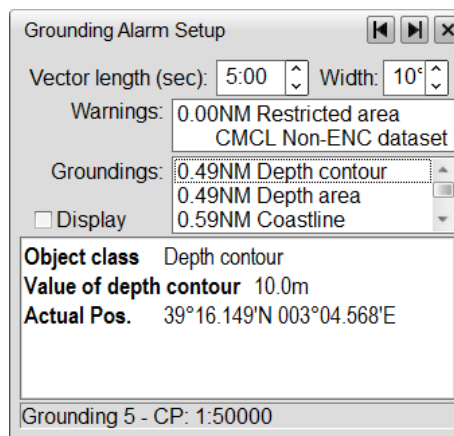 Grounding Alarm Setup
Vector length (sec): 5:00 Width: 10°
Warnings: 0.00NM Restricted area
CMCL Non-ENC dataset
Groundings: 0.49NM Depth contour
0.49NM Depth area
Display 0.59NM Coastline
Object class Depth contour
Value of depth contour 10.0m
Actual Pos. 39°16.149'N 003°04.568'E
Grounding 5 - CP: 1:50000